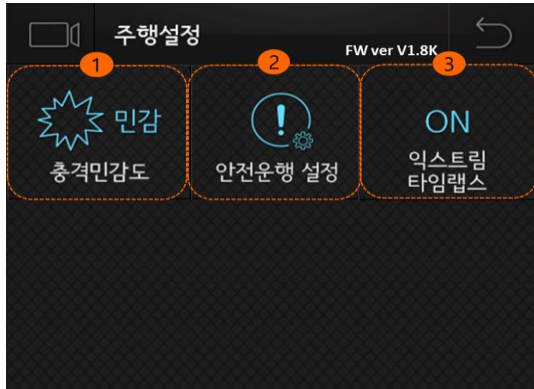 주행설정
FW ver V1.8K
1
2
3
민감
충격민감도
안전운행 설정
ON
익스트림
타임랩스